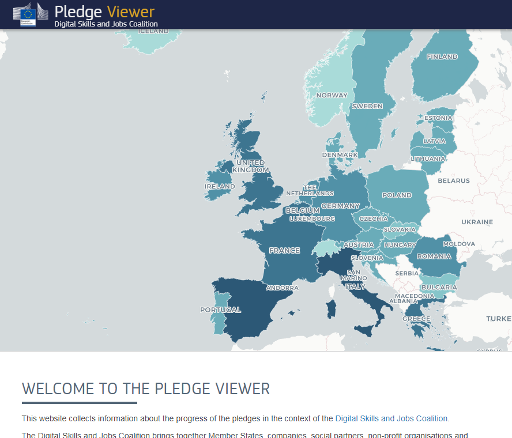 Pledge Viewer
Digital Skills and Jobs Coalition
ICELAND
FINLAND
NORWAY
SWEDEN
ESTONIA
LATVIA
DENMARK
LITHUANIA
UNITED
KINGDOM
BELARUS
IRELAND
THE
NETHERLANDS
POLAND
GERMANY
BELGIUM
LUXEMBOURG
CZECHIA
UKRAINE
SLOVAKIA
FRANCE
AUSTRIA
HUNGARY
MOLDOVA
SLOVENIA
ROMANIA
SAN
MARINO
SERBIA
ITALY
ANDORRA
BULGARIA
MACEDONIA
ALBANIA
PORTUGAL
GREECE
TURKE
CYPRUS
WELCOME TO THE PLEDGE VIEWER
This website collects information about the progress of the pledges in the context of the Digital Skills and Jobs Coalition.
The Digital Skills and Jobs Coalition brings together Member States, companies, social partners, non-profit organisations and